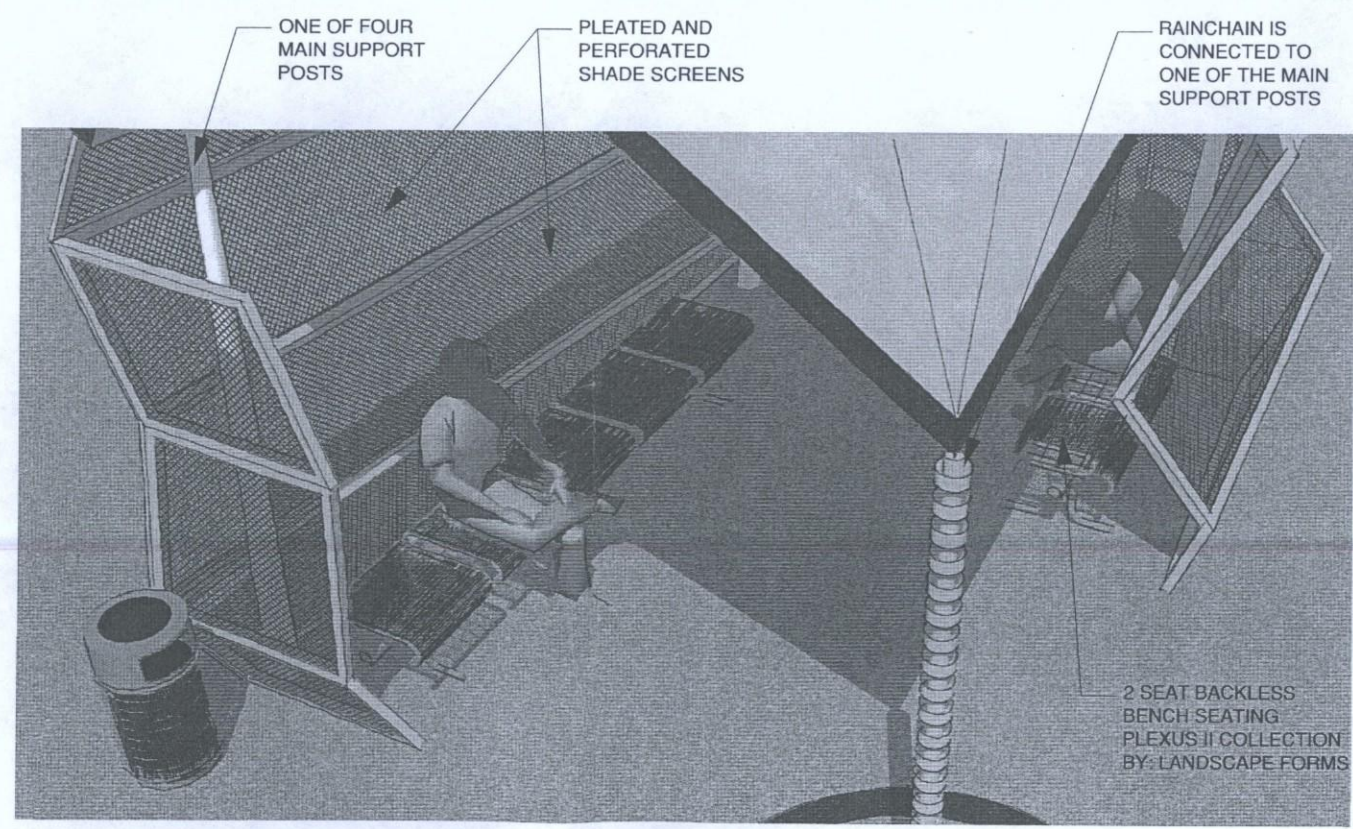 ONE OF FOUR
MAIN SUPPORT
POSTS
PLEATED AND
PERFORATED
SHADE SCREENS
RAINCHAIN IS
CONNECTED TO
ONE OF THE MAIN
SUPPORT POSTS
2 SEAT BACKLESS
BENCH SEATING
PLEXUS II COLLECTION
BY: LANDSCAPE FORMS